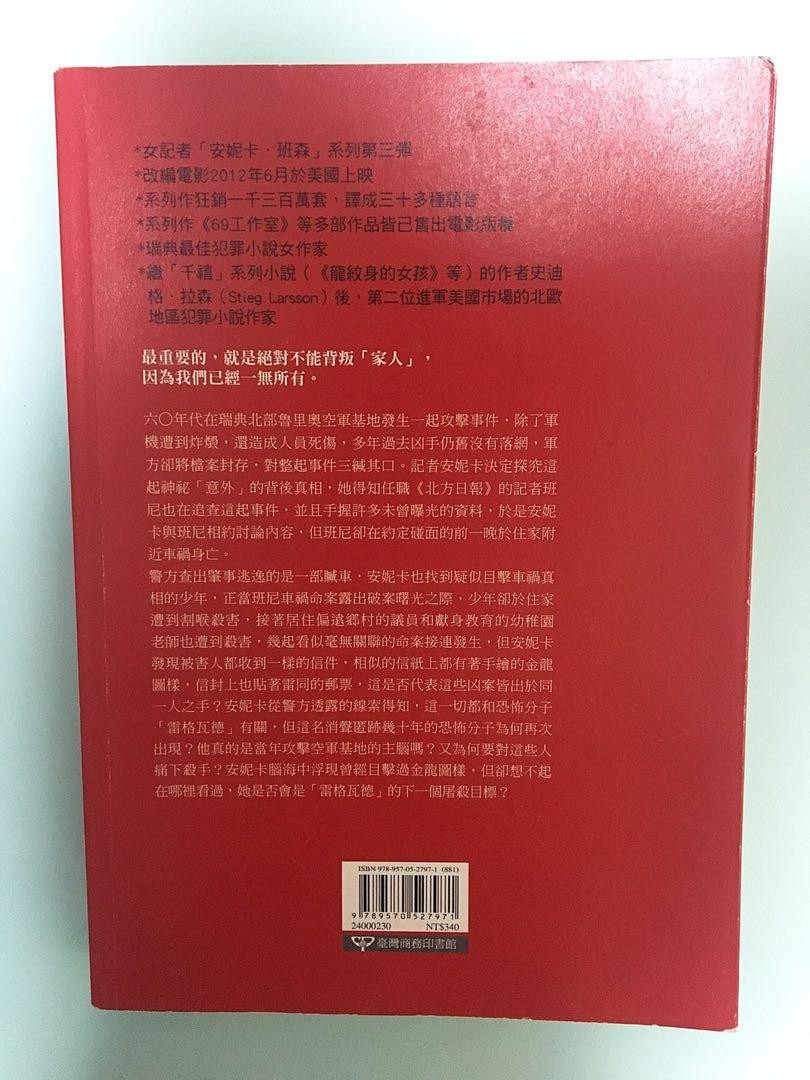 *女記者「安妮卡·班森」系列第三彈
*改編電影2012年6月於美國上映
*系列作狂銷一千三百萬套，譯成三十多種語言
*系列作《69工作室》等多部作品皆已售出電影版權
*瑞典最佳犯罪小說女作家
*繼「千禧」系列小說（《龍紋身的女孩》等）的作者史迪
格·拉森（Stieg Larsson）後，第二位進軍美國市場的北歐
地區犯罪小說作家
最重要的，就是絕對不能背叛「家人」，
因為我們已經一無所有。
六〇年代在瑞典北部魯里奧空軍基地發生一起攻擊事件，除了軍
機遭到炸燬，還造成人員死傷，多年過去凶手仍舊沒有落網，軍
方卻將檔案封存，對整起事件三緘其口。記者安妮卡決定探究這
起神祕「意外」的背後真相，她得知任職《北方日報》的記者班
尼也在追查這起事件，並且手握許多未曾曝光的資料，於是安妮
卡與班尼相約討論內容，但班尼卻在約定碰面的前一晚於住家附
近車禍身亡。
警方查出肇事逃逸的是一部贓車，安妮卡也找到疑似目擊車禍真
相的少年，正當班尼車禍命案露出破案曙光之際，少年卻於住家
遭到割喉殺害，接著居住偏遠鄉村的議員和獻身教育的幼稚園
老師也遭到殺害，幾起看似毫無關聯的命案接連發生，但安妮卡
發現被害人都收到一樣的信件，相似的信紙上都有著手繪的金龍
圖樣，信封上也貼著雷同的郵票，這是否代表這些凶案皆出於同
一人之手？安妮卡從警方透露的線索得知，這一切都和恐怖分子
「雷格瓦德」有關，但這名消聲匿跡幾十年的恐怖分子為何再次
出現？他真的是當年攻擊空軍基地的主腦嗎？又為何要對這些人
痛下殺手？安妮卡腦海中浮現曾經目擊過金龍圖樣，但卻想不起
在哪裡看過，她是否會是「雷格瓦德」的下一個屠殺目標？
ISBN 978-957-05-2797-1 (881)
9 789570 527971
24000230 NT$340
臺灣商務印書館